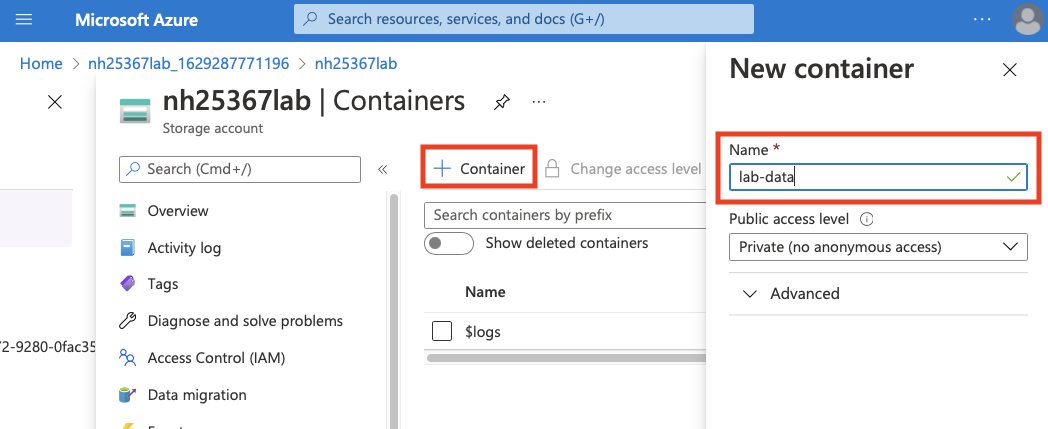 Microsoft Azure
Search resources, services, and docs (G+/)
...
Home > nh25367lab_1629287771196 > nh25367lab
nh25367lab | Containers
...
Storage account
Search (Cmd+/)
«
Overview
Activity log
Tags
Diagnose and solve problems
Access Control (IAM)
Data migration
72-9280-0fac35
+ Container
Change access level
Search containers by prefix
Show deleted containers
Name
$logs
New container
Name *
lab-data
Public access level
Private (no anonymous access)
Advanced